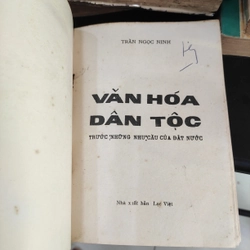 TRẦN NGỌC NINH
VĂN HÓA
DÂN TỘC
TRƯỚC NHỮNG NHU CẦU CỦA ĐẤT NƯỚC
Nhà xuất bản Lạc Việt